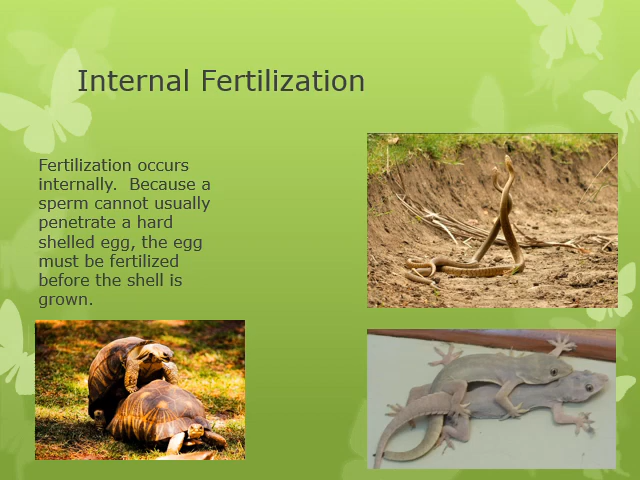 Internal Fertilization
Fertilization occurs
internally.  Because a
sperm cannot usually
penetrate a hard
shelled egg, the egg
must be fertilized
before the shell is
grown.